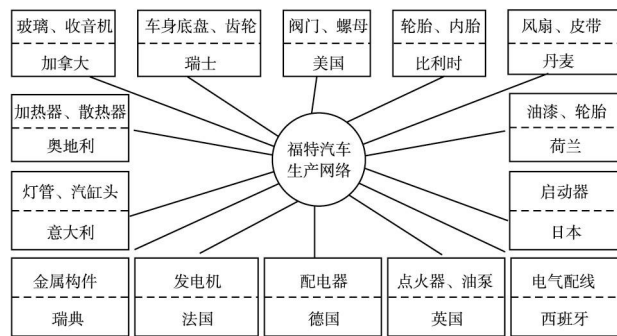 玻璃、收音机
加拿大
车身底盘、齿轮
瑞士
阀门、螺母
美国
轮胎、内胎
比利时
风扇、皮带
丹麦
加热器、散热器
奥地利
福特汽车
生产网络
油漆、轮胎
荷兰
灯管、汽缸头
意大利
启动器
日本
金属构件
瑞典
发电机
法国
配电器
德国
点火器、油泵
英国
电气配线
西班牙